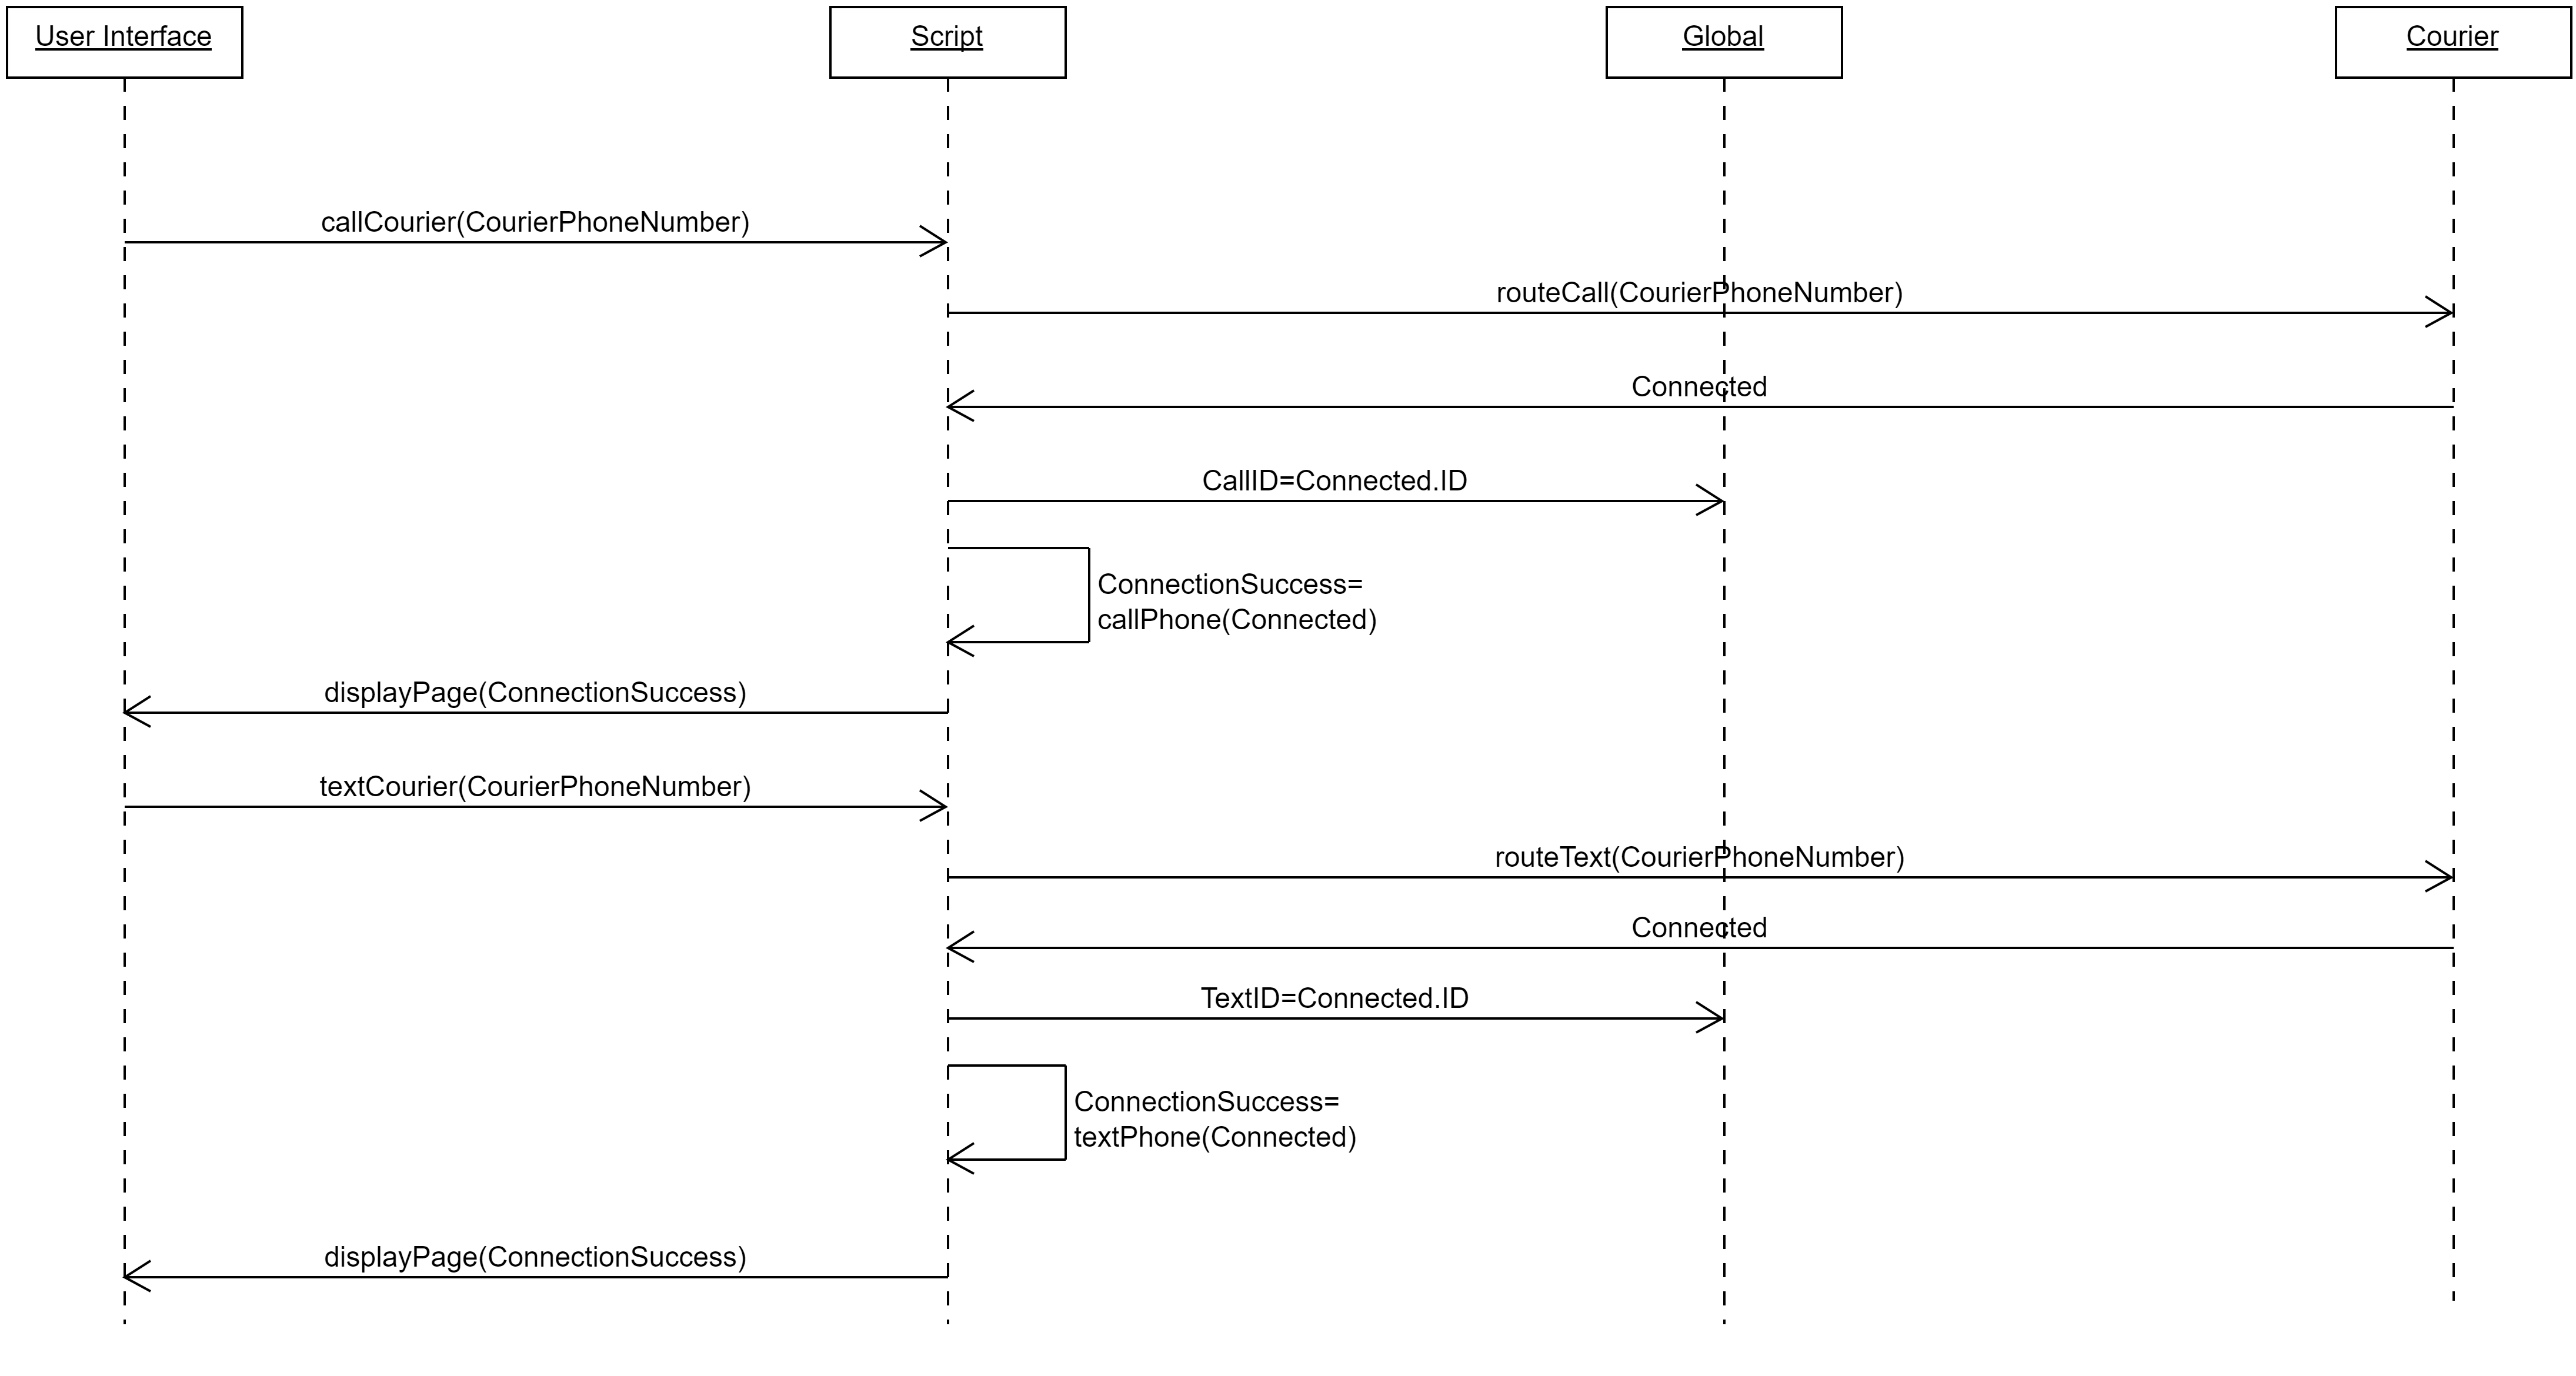 User Interface
Script
Global
Courier
callCourier(CourierPhoneNumber)
routeCall(CourierPhoneNumber)
Connected
CallID=Connected.ID
ConnectionSuccess=
callPhone(Connected)
displayPage(ConnectionSuccess)
textCourier(CourierPhoneNumber)
routeText(CourierPhoneNumber)
Connected
TextID=Connected.ID
ConnectionSuccess=
textPhone(Connected)
displayPage(ConnectionSuccess)